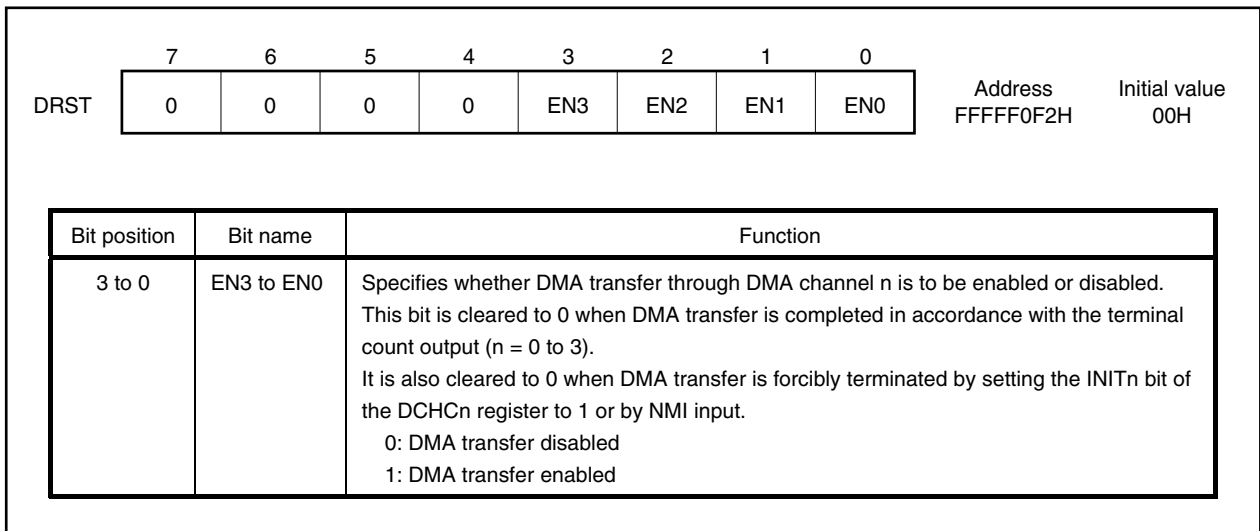 7 6 5 4 3 2 1 0
DRST 0 0 0 0 EN3 EN2 EN1 EN0 Address Initial value
FFFFF0F2H 00H
Bit position Bit name Function
3 to 0 EN3 to EN0 Specifies whether DMA transfer through DMA channel n is to be enabled or disabled.
This bit is cleared to 0 when DMA transfer is completed in accordance with the terminal
count output (n = 0 to 3).
It is also cleared to 0 when DMA transfer is forcibly terminated by setting the INITn bit of
the DCHCn register to 1 or by NMI input.
0: DMA transfer disabled
1: DMA transfer enabled